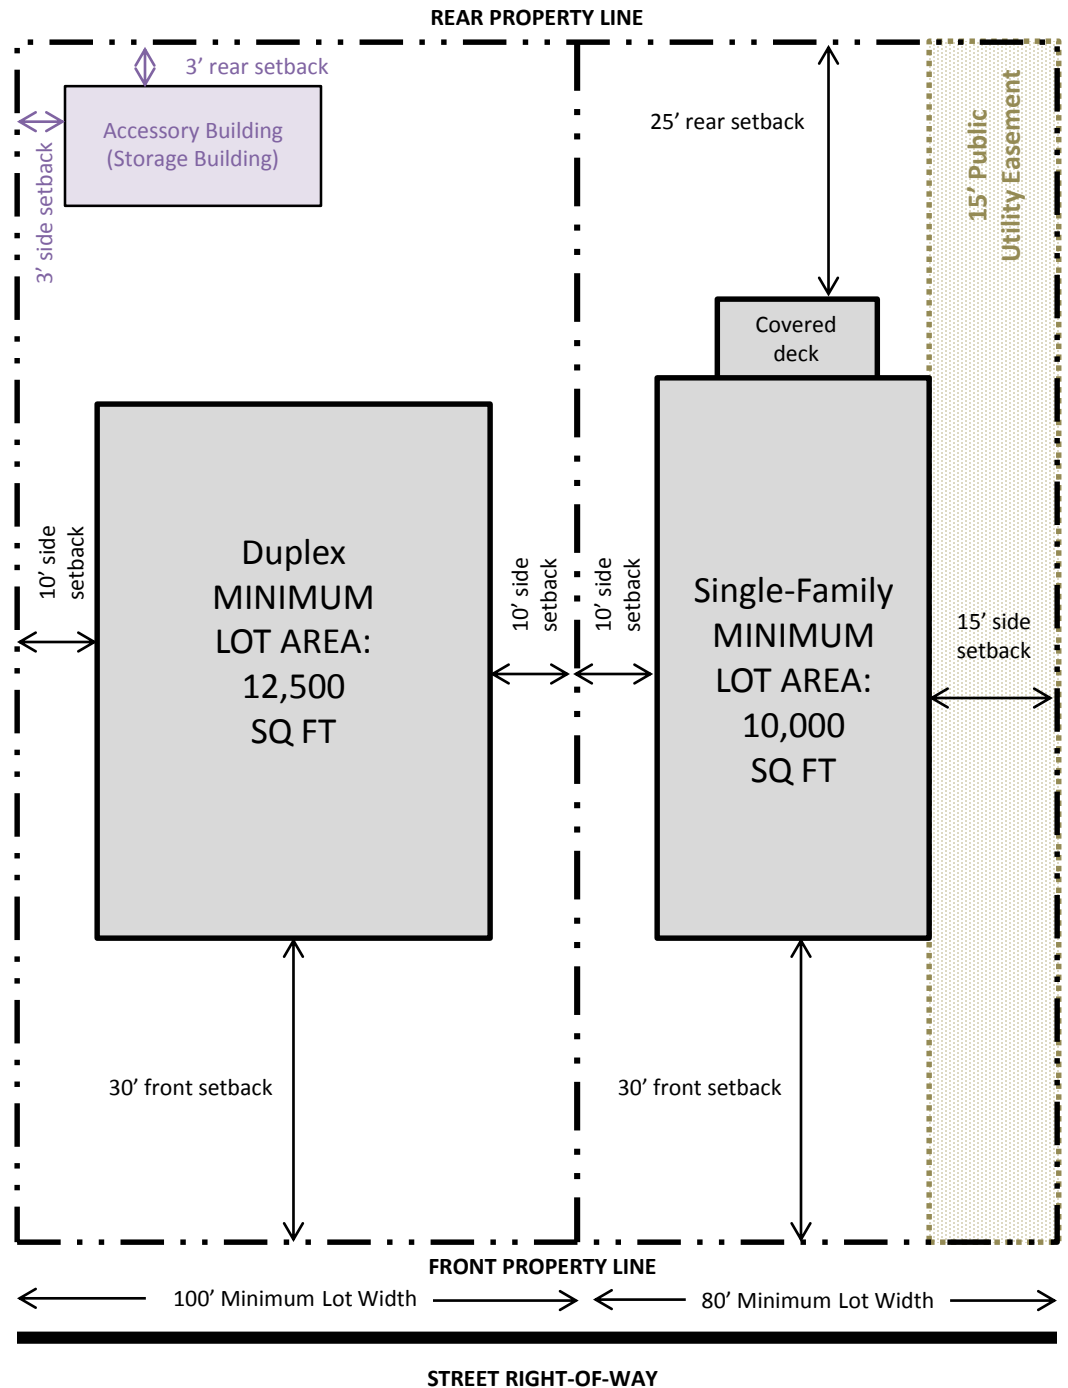 REAR PROPERTY LINE
3’ rear setback
Accessory Building
(Storage Building)
3’ side setback
25’ rear setback
15’ Public
Utility Easement
Covered
deck
10’ side
setback
Duplex
MINIMUM
LOT AREA:
12,500
SQ FT
10’ side
setback
10’ side
setback
Single-Family
MINIMUM
LOT AREA:
10,000
SQ FT
15’ side
setback
30’ front setback
30’ front setback
FRONT PROPERTY LINE
100’ Minimum Lot Width
80’ Minimum Lot Width
STREET RIGHT-OF-WAY